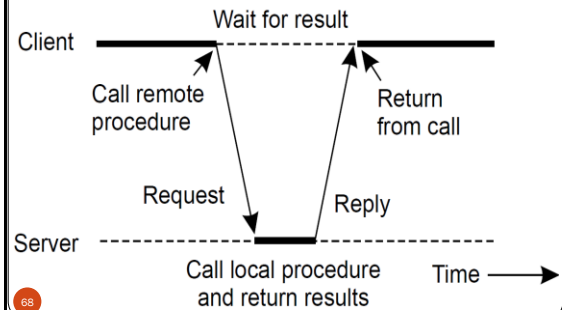 Wait for result
Client
Call remote
procedure
Return
from call
Request
Reply
Server
Call local procedure
and return results
Time
68